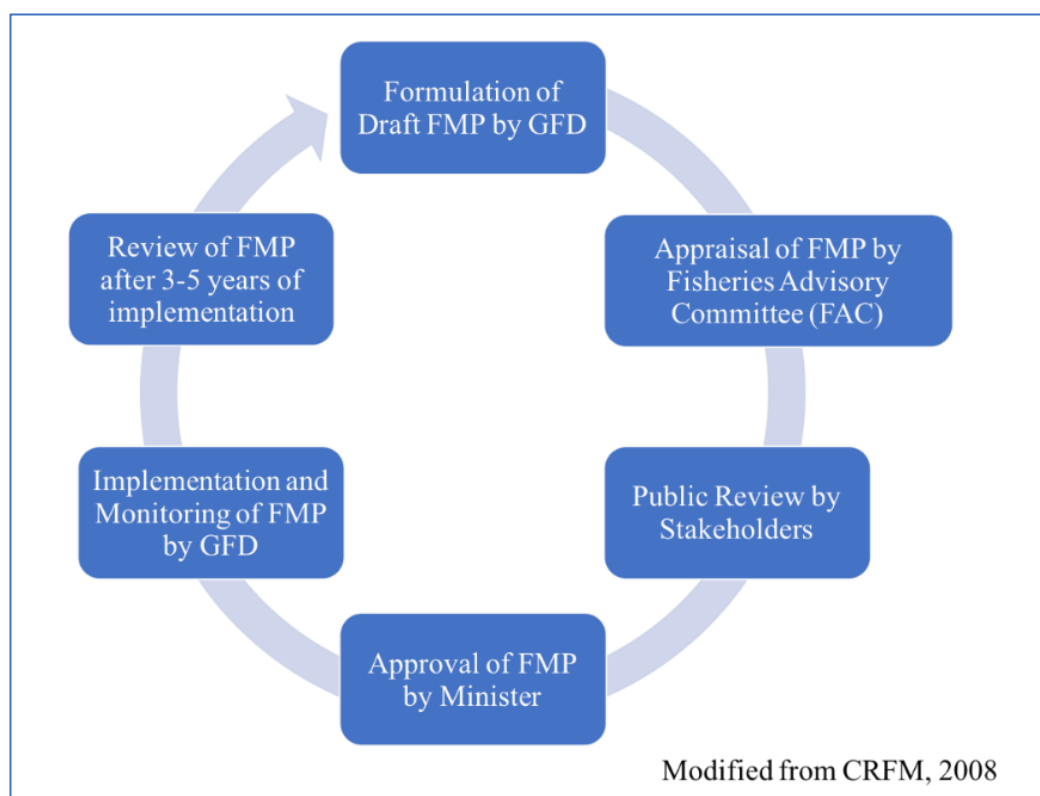 Formulation of
Draft FMP by GFD
Appraisal of FMP by
Fisheries Advisory
Committee (FAC)
Public Review by
Stakeholders
Approval of FMP
by Minister
Implementation and
Monitoring of FMP
by GFD
Review of FMP
after 3-5 years of
implementation
Modified from CRFM, 2008